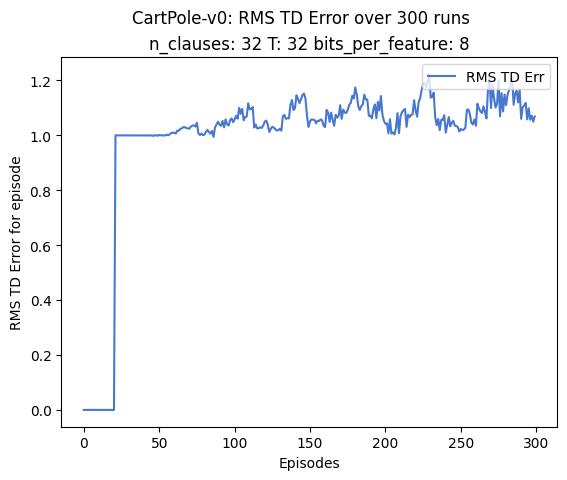 CartPole-v0: RMS TD Error over 300 runs
n_clauses: 32 T: 32 bits_per_feature: 8
RMS TD Err
RMS TD Error for episode
1.2
1.0
0.8
0.6
0.4
0.2
0.0
0 50 100 150 200 250 300
Episodes